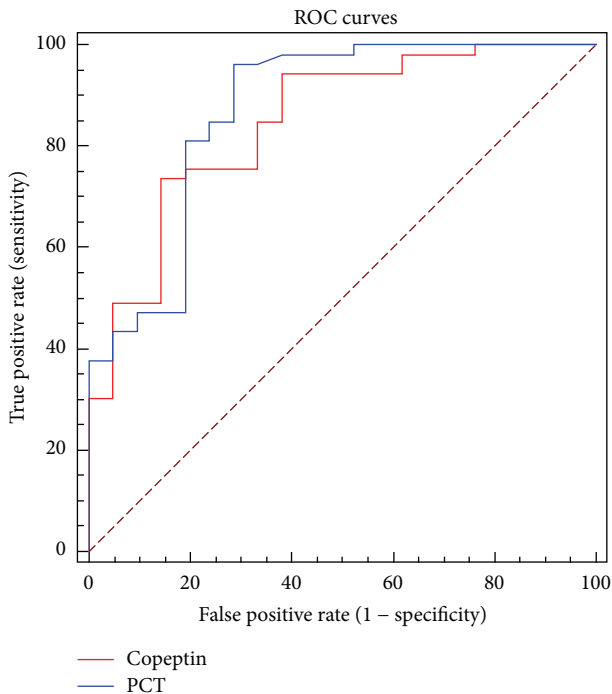 ROC curves
100
80
60
40
20
0
True positive rate (sensitivity)
0 20 40 60 80 100
False positive rate (1 − specificity)
Copeptin
PCT